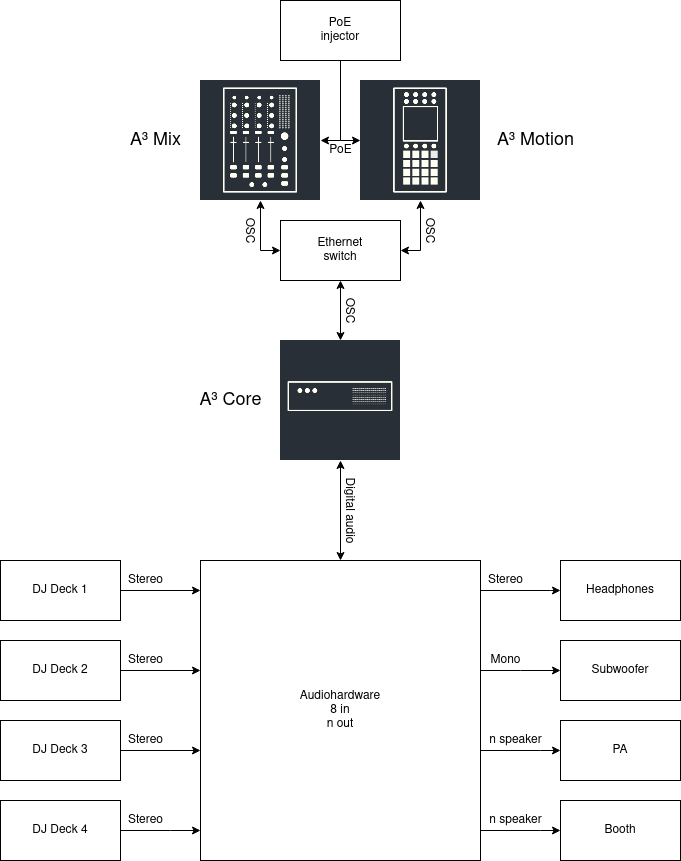 PoE
injector
A³ Mix
PoE
A³ Motion
OSC
Ethernet
switch
OSC
OSC
A³ Core
Digital audio
DJ Deck 1
Stereo
Stereo
Headphones
DJ Deck 2
Stereo
Mono
Subwoofer
Audiohardware
8 in
n out
DJ Deck 3
Stereo
n speaker
PA
DJ Deck 4
Stereo
n speaker
Booth